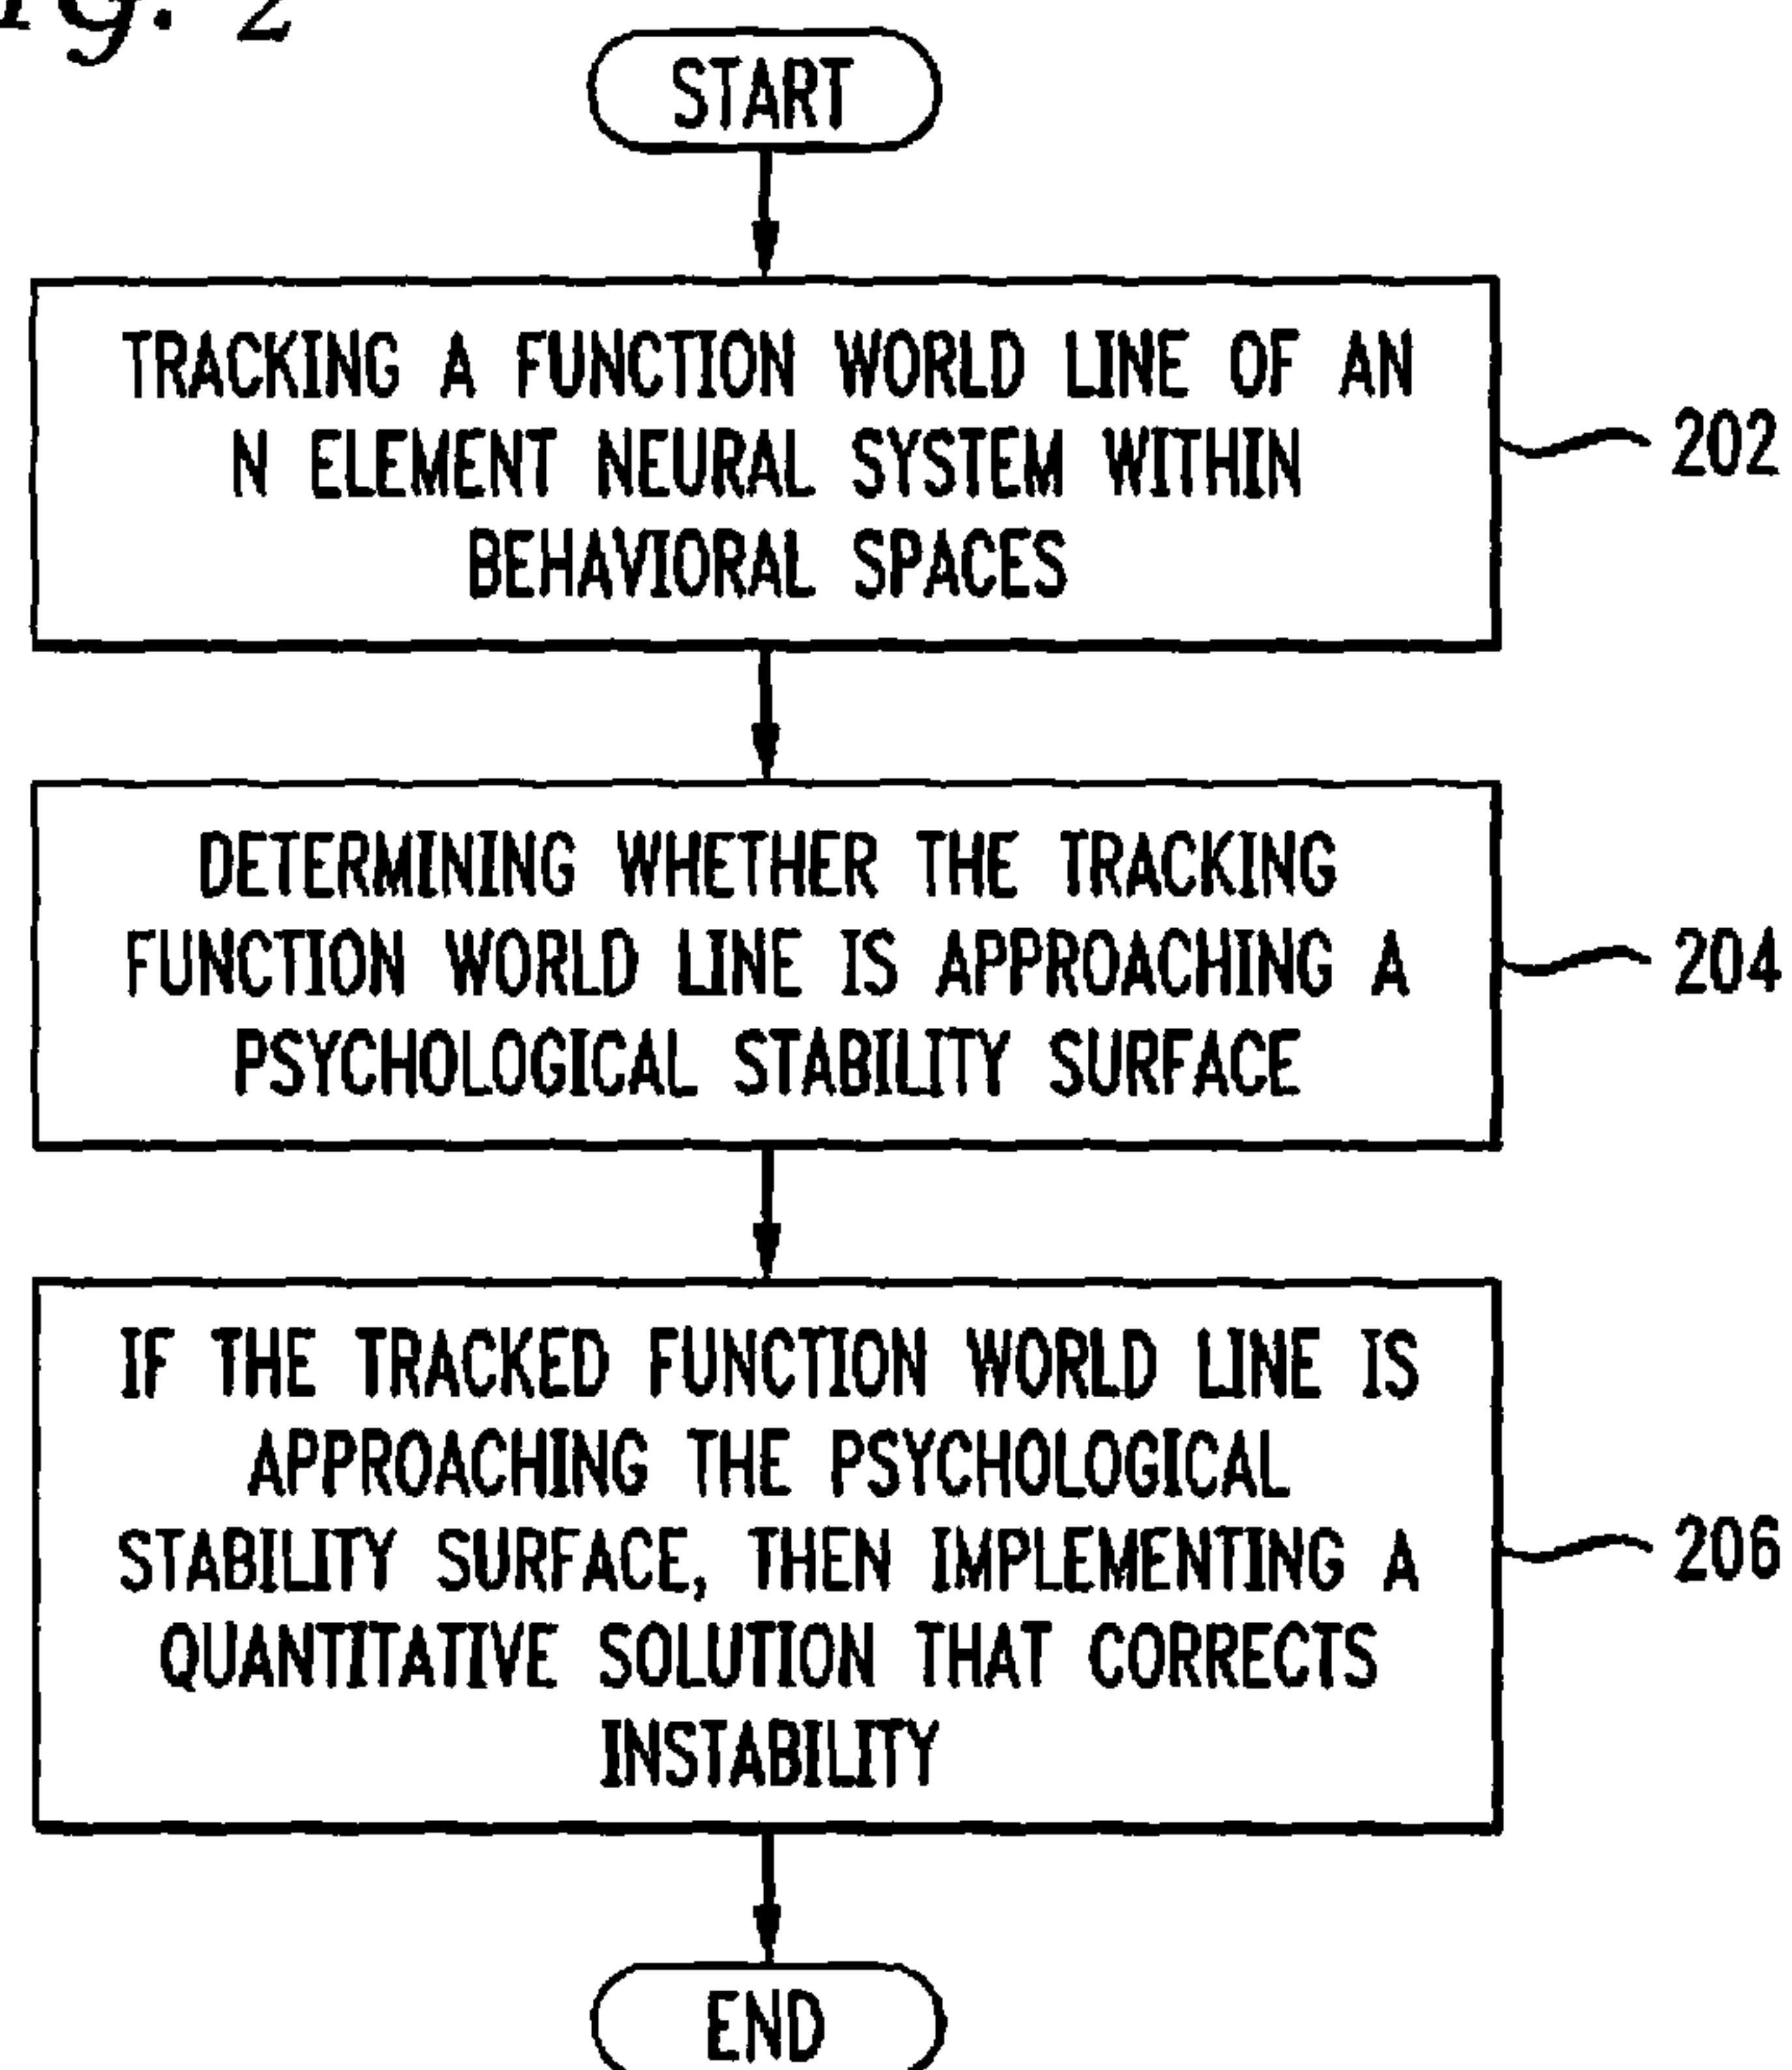 2
START
TRACKING A FUNCTION WORLD LINE OF AN
N ELEMENT NEURAL SYSTEM WITHIN
BEHAVIORAL SPACES
202
DETERMINING WHETHER THE TRACKING
FUNCTION WORLD LINE IS APPROACHING A
PSYCHOLOGICAL STABILITY SURFACE
204
IF THE TRACKED FUNCTION WORLD LINE IS
APPROACHING THE PSYCHOLOGICAL
STABILITY SURFACE, THEN IMPLEMENTING A
QUANTITATIVE SOLUTION THAT CORRECTS
INSTABILITY
206
END